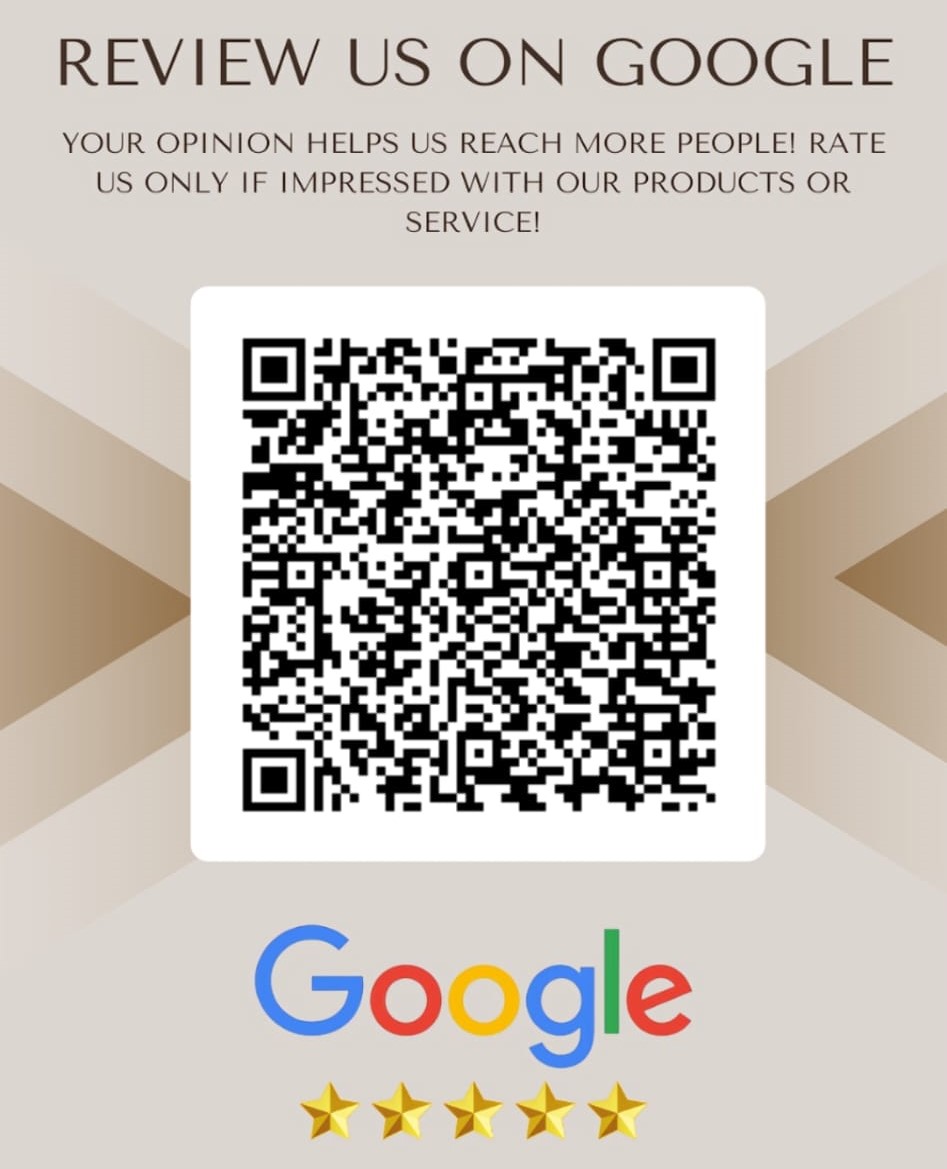 REVIEW US ON GOOGLE
YOUR OPINION HELPS US REACH MORE PEOPLE! RATE
US ONLY IF IMPRESSED WITH OUR PRODUCTS OR
SERVICE!
Google